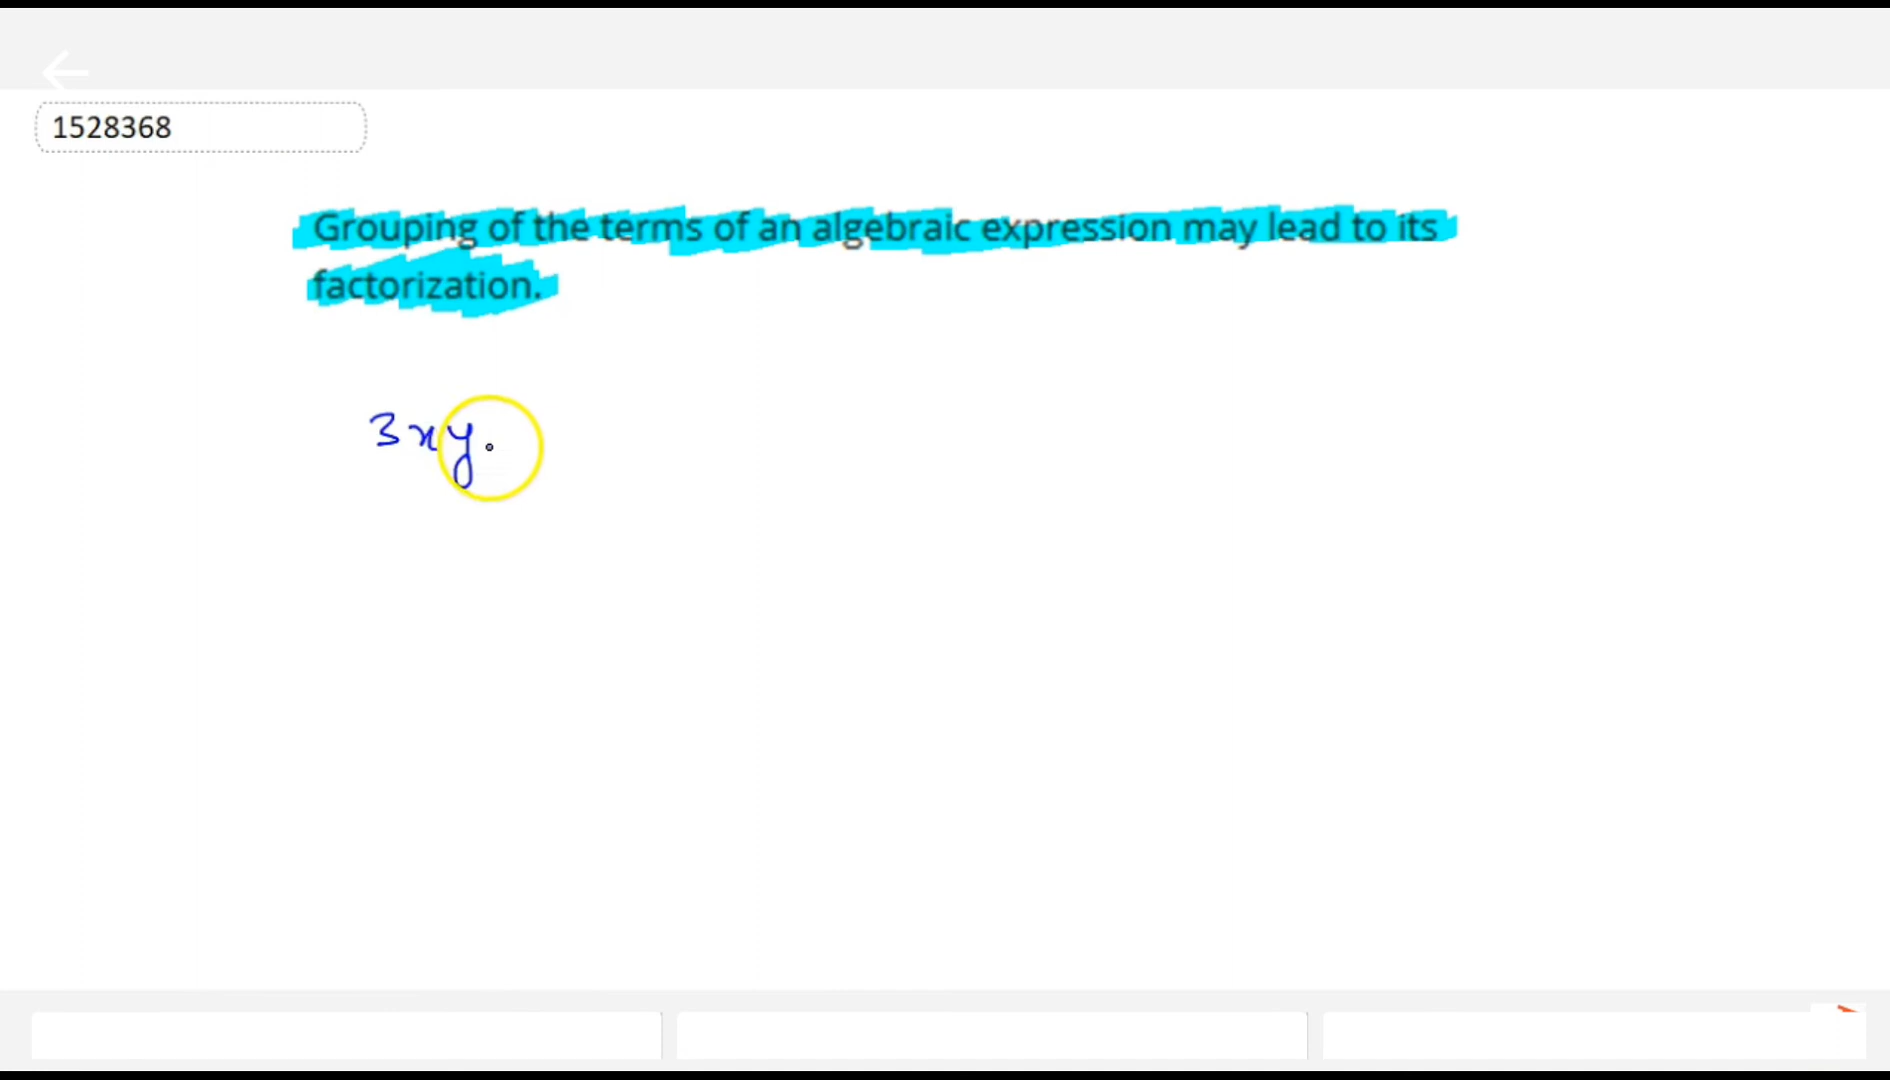 1528368
Grouping of the terms of an algebraic expression may lead to its
factorization.
3xy